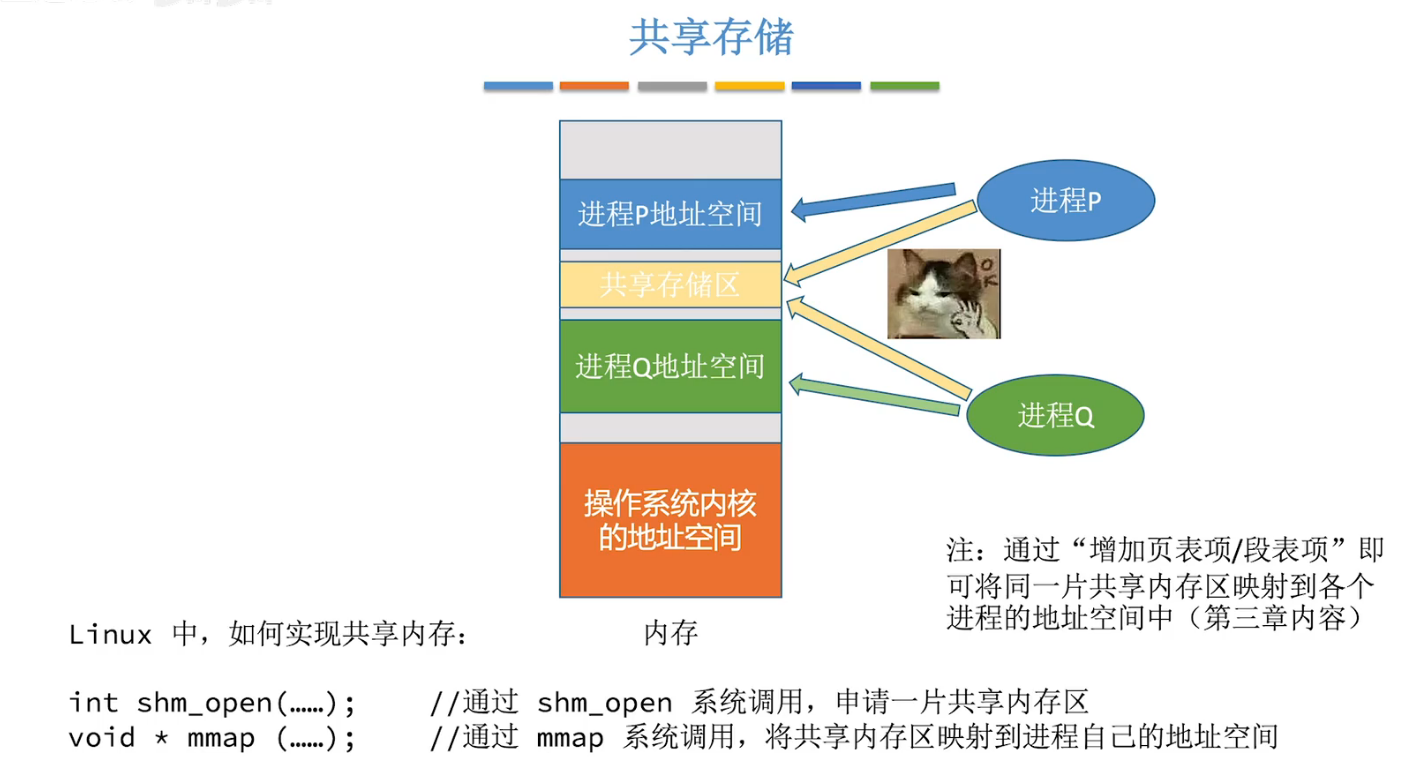 共享存储
进程P地址空间
进程P
共享存储区
OK
进程Q地址空间
进程Q
操作系统内核
的地址空间
注：通过“增加页表项/段表项”即
可将同一片共享内存区映射到各个
进程的地址空间中（第三章内容）
Linux 中，如何实现共享内存：
内存
int shm_open(……); //通过 shm_open 系统调用，申请一片共享内存区
void * mmap (……); //通过 mmap 系统调用，将共享内存区映射到进程自己的地址空间